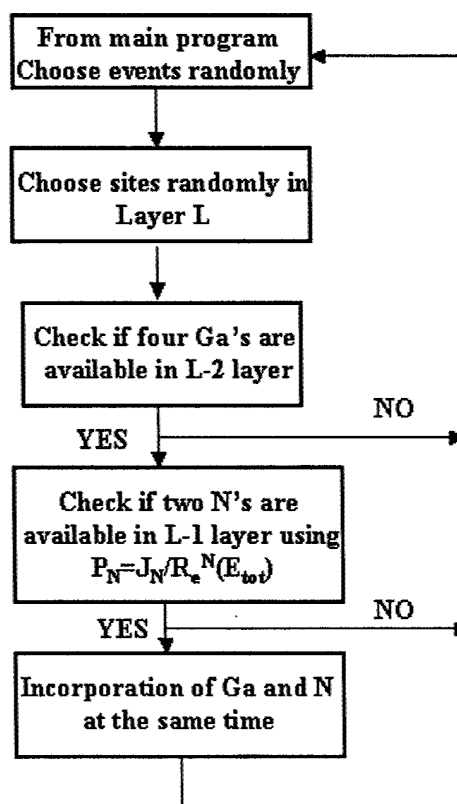 From main program
Choose events randomly
Choose sites randomly in
Layer L
Check if four Ga's are
available in L-2 layer
NO
YES
Check if two N's are
available in L-1 layer using
P_N=J_N/R_e^N(E_tot)
NO
YES
Incorporation of Ga and N
at the same time